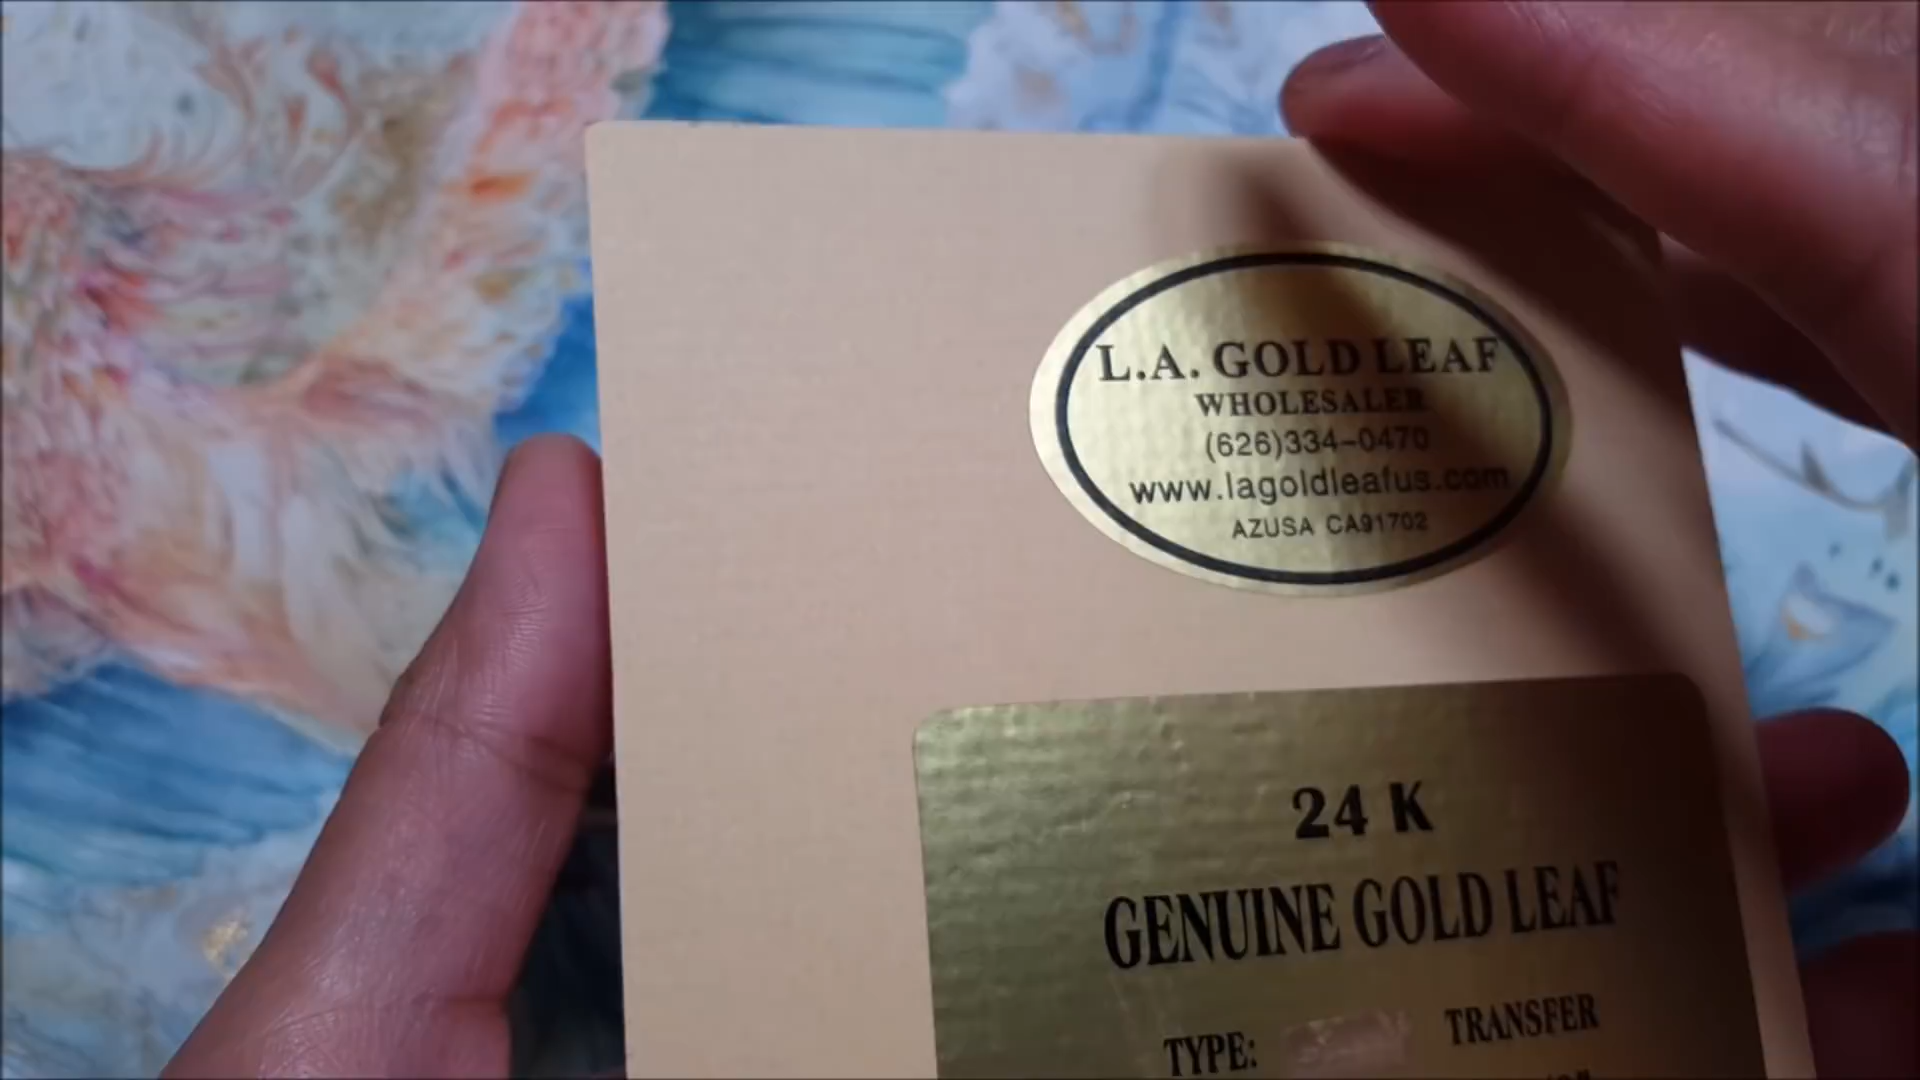 L.A. GOLD LEAF
WHOLESALER
(626)334-0470
www.lagoldleafus.com
AZUSA CA91702
24 K
GENUINE GOLD LEAF
TYPE: TRANSFER